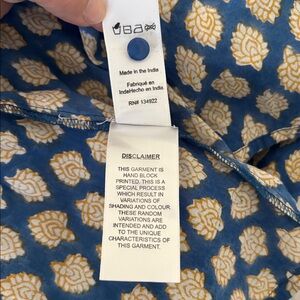 Made in the India
Fabriqué en
Inde/Hecho en India.
RN# 134922
DISCLAIMER
THIS GARMENT IS
HAND BLOCK
PRINTED, THIS IS A
SPECIAL PROCESS
WHICH RESULT IN
VARIATIONS OF
SHADING AND COLOUR.
THESE RANDOM
VARIATIONS ARE
INTENDED AND ADD
TO THE UNIQUE
CHARACTERISTICS OF
THIS GARMENT.